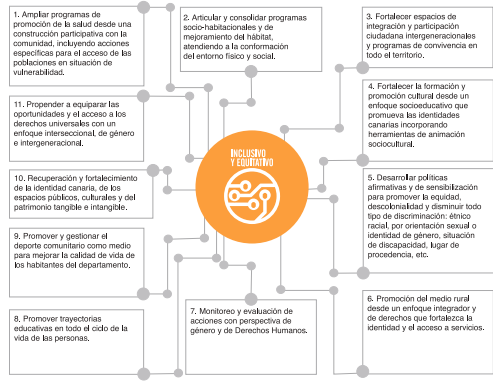 1. Ampliar programas de
promoción de la salud desde una
construcción participativa con la
comunidad, incluyendo acciones
específicas para el acceso de las
poblaciones en situación de
vulnerabilidad.
2. Articular y consolidar programas
socio-habitacionales y de
mejoramiento del hábitat,
atendiendo a la conformación
del entorno físico y social.
3. Fortalecer espacios de
integración y participación
ciudadana intergeneracionales
y programas de convivencia en
todo el territorio.
4. Fortalecer la formación y
promoción cultural desde un
enfoque socioeducativo que
promueva las identidades
canarias incorporando
herramientas de animación
sociocultural.
11. Propender a equiparar las
oportunidades y el acceso a los
derechos universales con un
enfoque interseccional, de género
e intergeneracional.
INCLUSIVO
Y EQUITATIVO
10. Recuperación y fortalecimiento
de la identidad canaria, de los
espacios públicos, culturales y del
patrimonio tangible e intangible.
5. Desarrollar políticas
afirmativas y de sensibilización
para promover la equidad,
descolonialidad y disminuir todo
tipo de discriminación: étnico
racial, por orientación sexual o
identidad de género, situación
de discapacidad, lugar de
procedencia, etc.
9. Promover y gestionar el
deporte comunitario como medio
para mejorar la calidad de vida de
los habitantes del departamento.
8, Promover trayectorias
educativas en todo el ciclo de la
vida de las personas.
7. Monitoreo y evaluación de
acciones con perspectiva de
género y de Derechos Humanos.
6. Promoción del medio rural
desde un enfoque integrador y
de derechos que fortalezca la
identidad y el acceso a servicios.